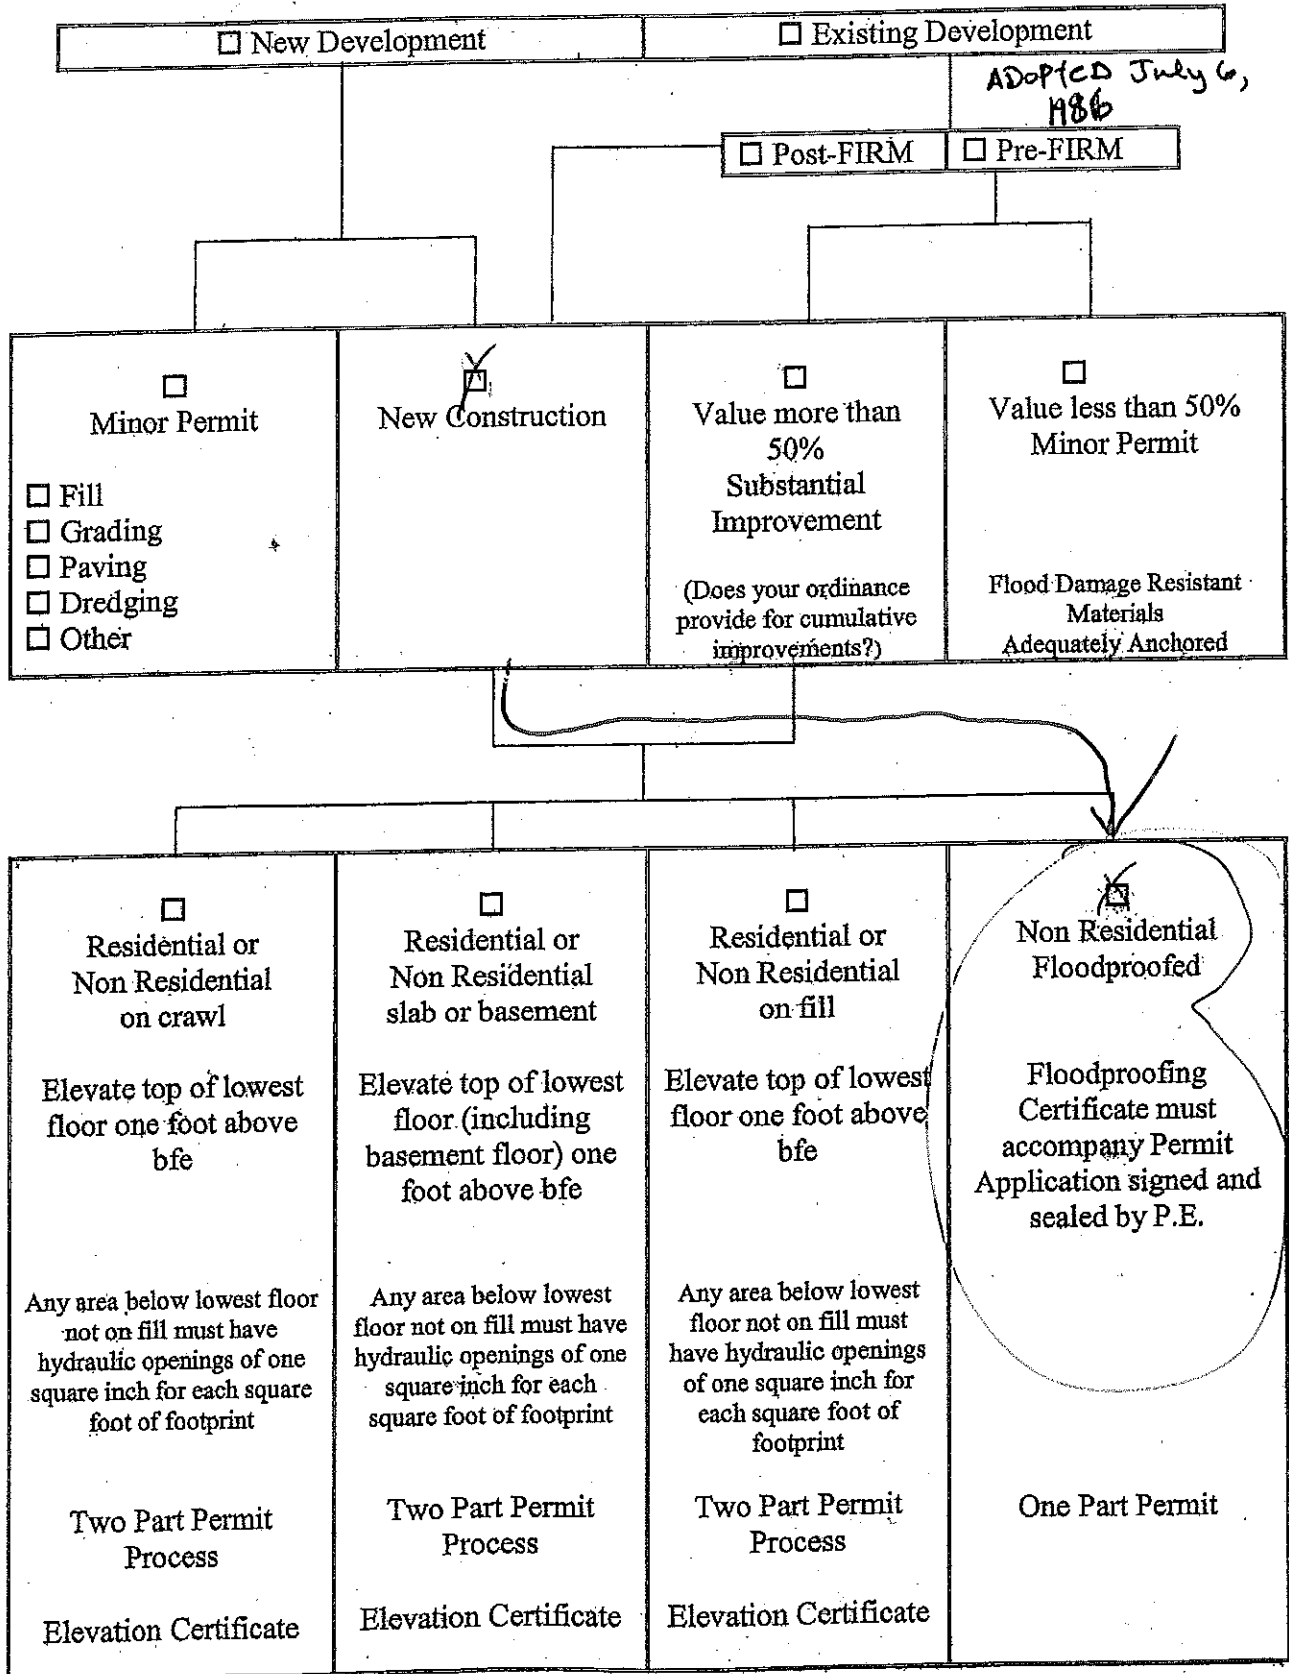 ☐ New Development
☐ Existing Development
ADOPTED July 6,
1986
☐ Post-FIRM
☐ Pre-FIRM
☐
Minor Permit
☐ Fill
☐ Grading
☐ Paving
☐ Dredging
☐ Other
☒
New Construction
☐
Value more than
50%
Substantial
Improvement
(Does your ordinance
provide for cumulative
improvements?)
☐
Value less than 50%
Minor Permit
Flood Damage Resistant
Materials
Adequately Anchored
☐
Residential or
Non Residential
on crawl
Elevate top of lowest
floor one foot above
bfe
Any area below lowest floor
not on fill must have
hydraulic openings of one
square inch for each square
foot of footprint
Two Part Permit
Process
Elevation Certificate
☐
Residential or
Non Residential
slab or basement
Elevate top of lowest
floor (including
basement floor) one
foot above bfe
Any area below lowest
floor not on fill must have
hydraulic openings of one
square inch for each
square foot of footprint
Two Part Permit
Process
Elevation Certificate
☐
Residential or
Non Residential
on fill
Elevate top of lowest
floor one foot above
bfe
Any area below lowest
floor not on fill must
have hydraulic openings
of one square inch for
each square foot of
footprint
Two Part Permit
Process
Elevation Certificate
☒
Non Residential
Floodproofed
Floodproofing
Certificate must
accompany Permit
Application signed and
sealed by P.E.
One Part Permit